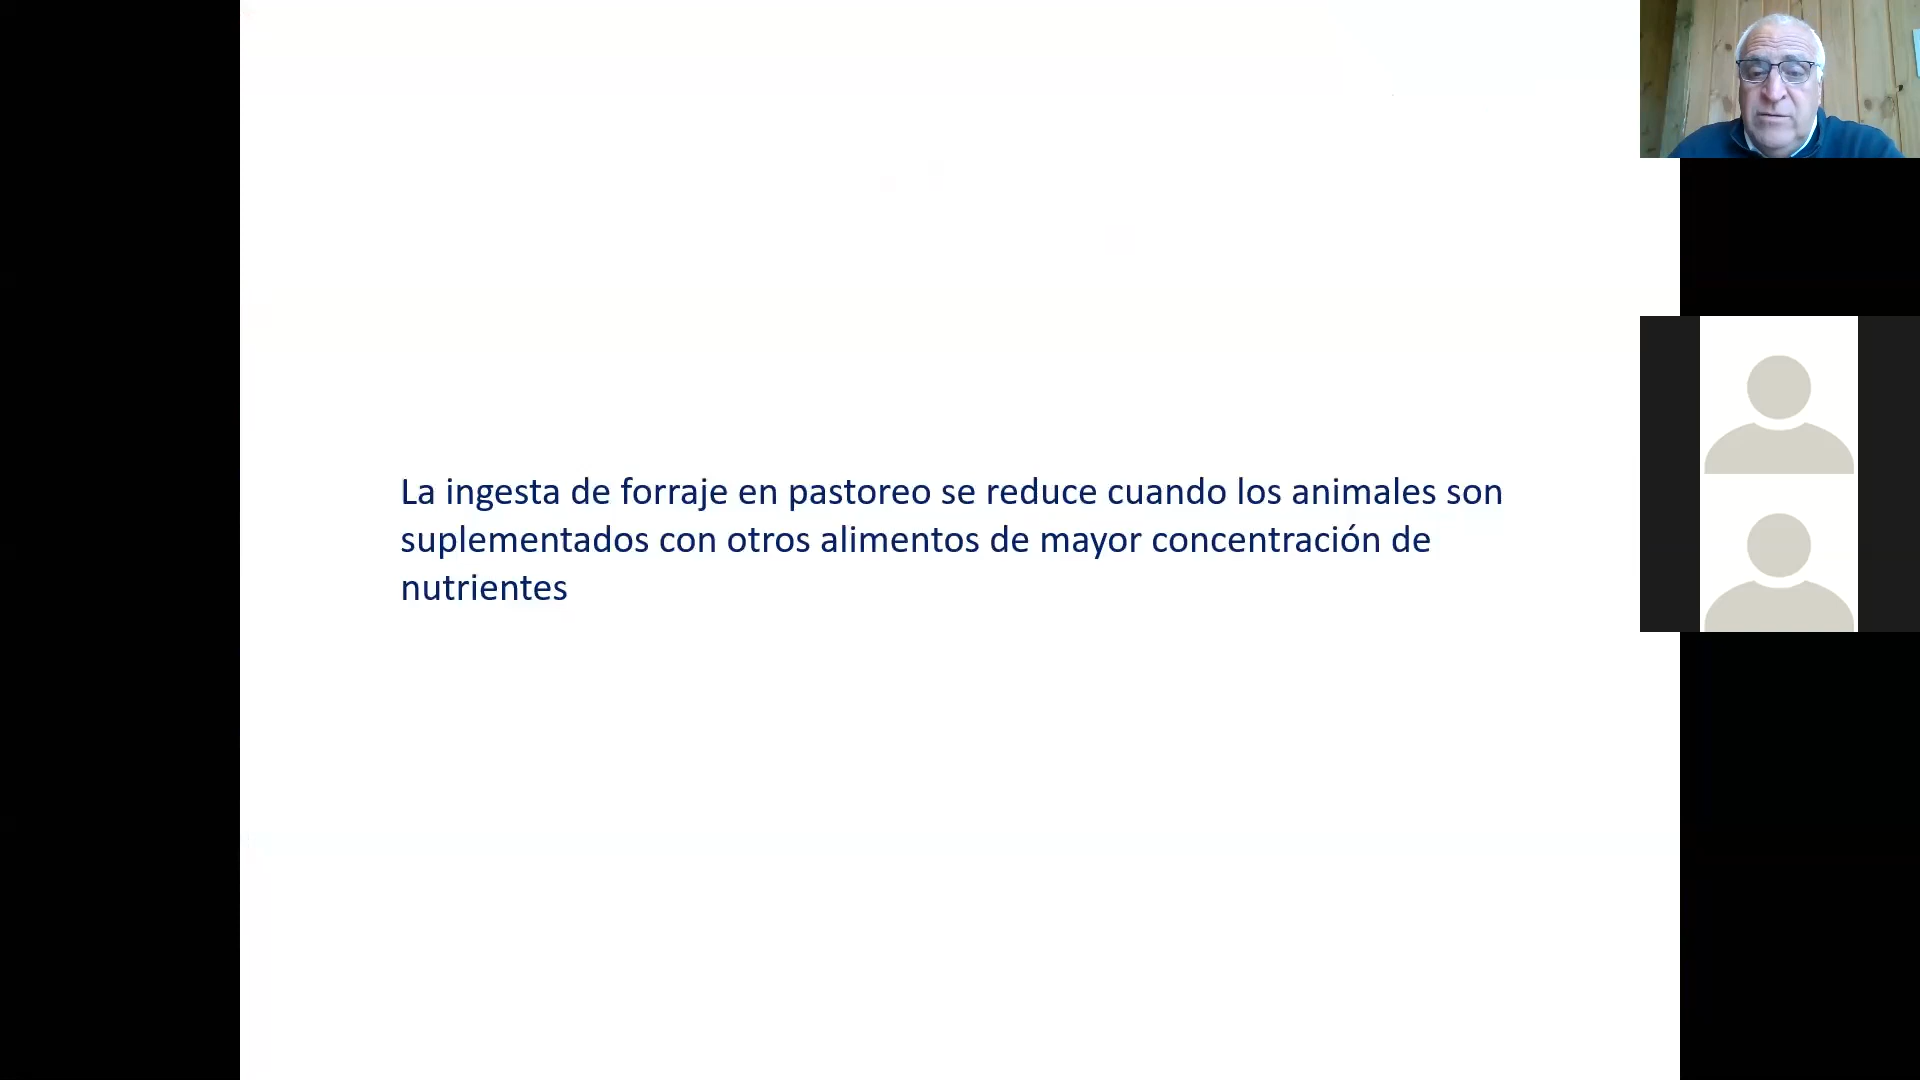 La ingesta de forraje en pastoreo se reduce cuando los animales son
suplementados con otros alimentos de mayor concentración de
nutrientes